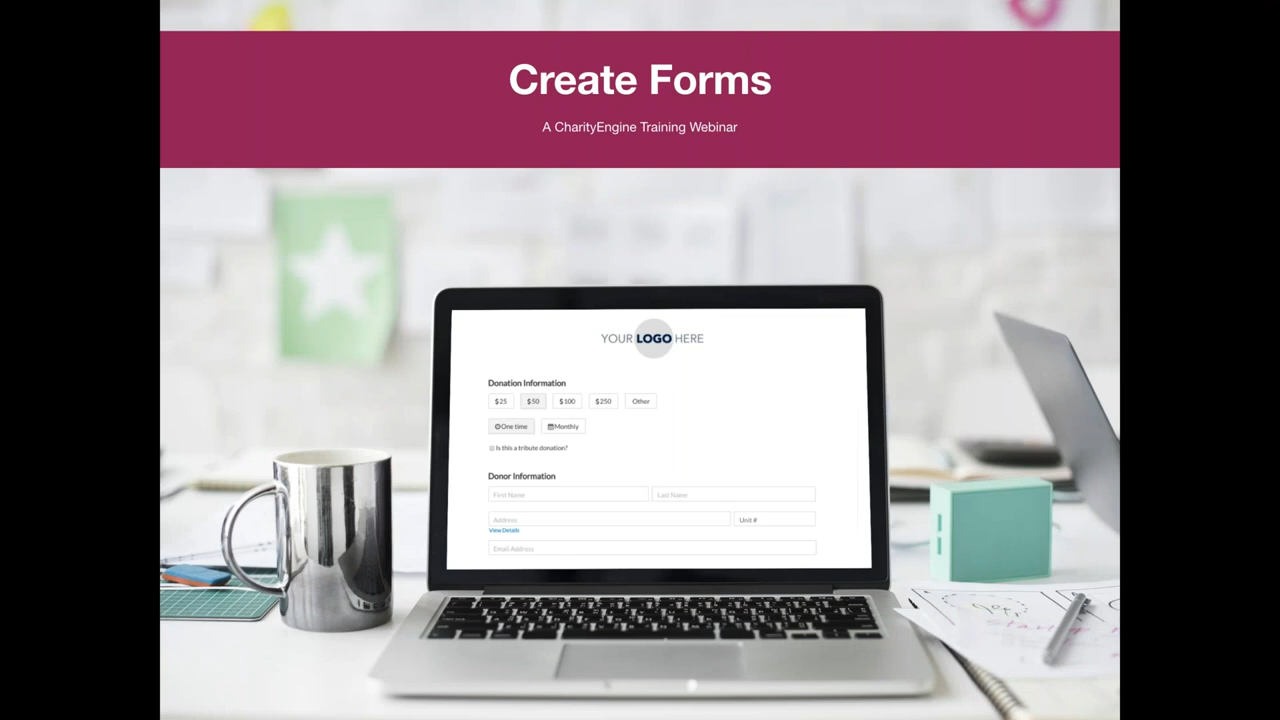 Create Forms
A CharityEngine Training Webinar
YOUR LOGO HERE
Donation Information
$25 $50 $100 $250 Other
One time Monthly
Is this a tribute donation?
Donor Information
First Name Last Name
Address Unit #
View Details
Email Address